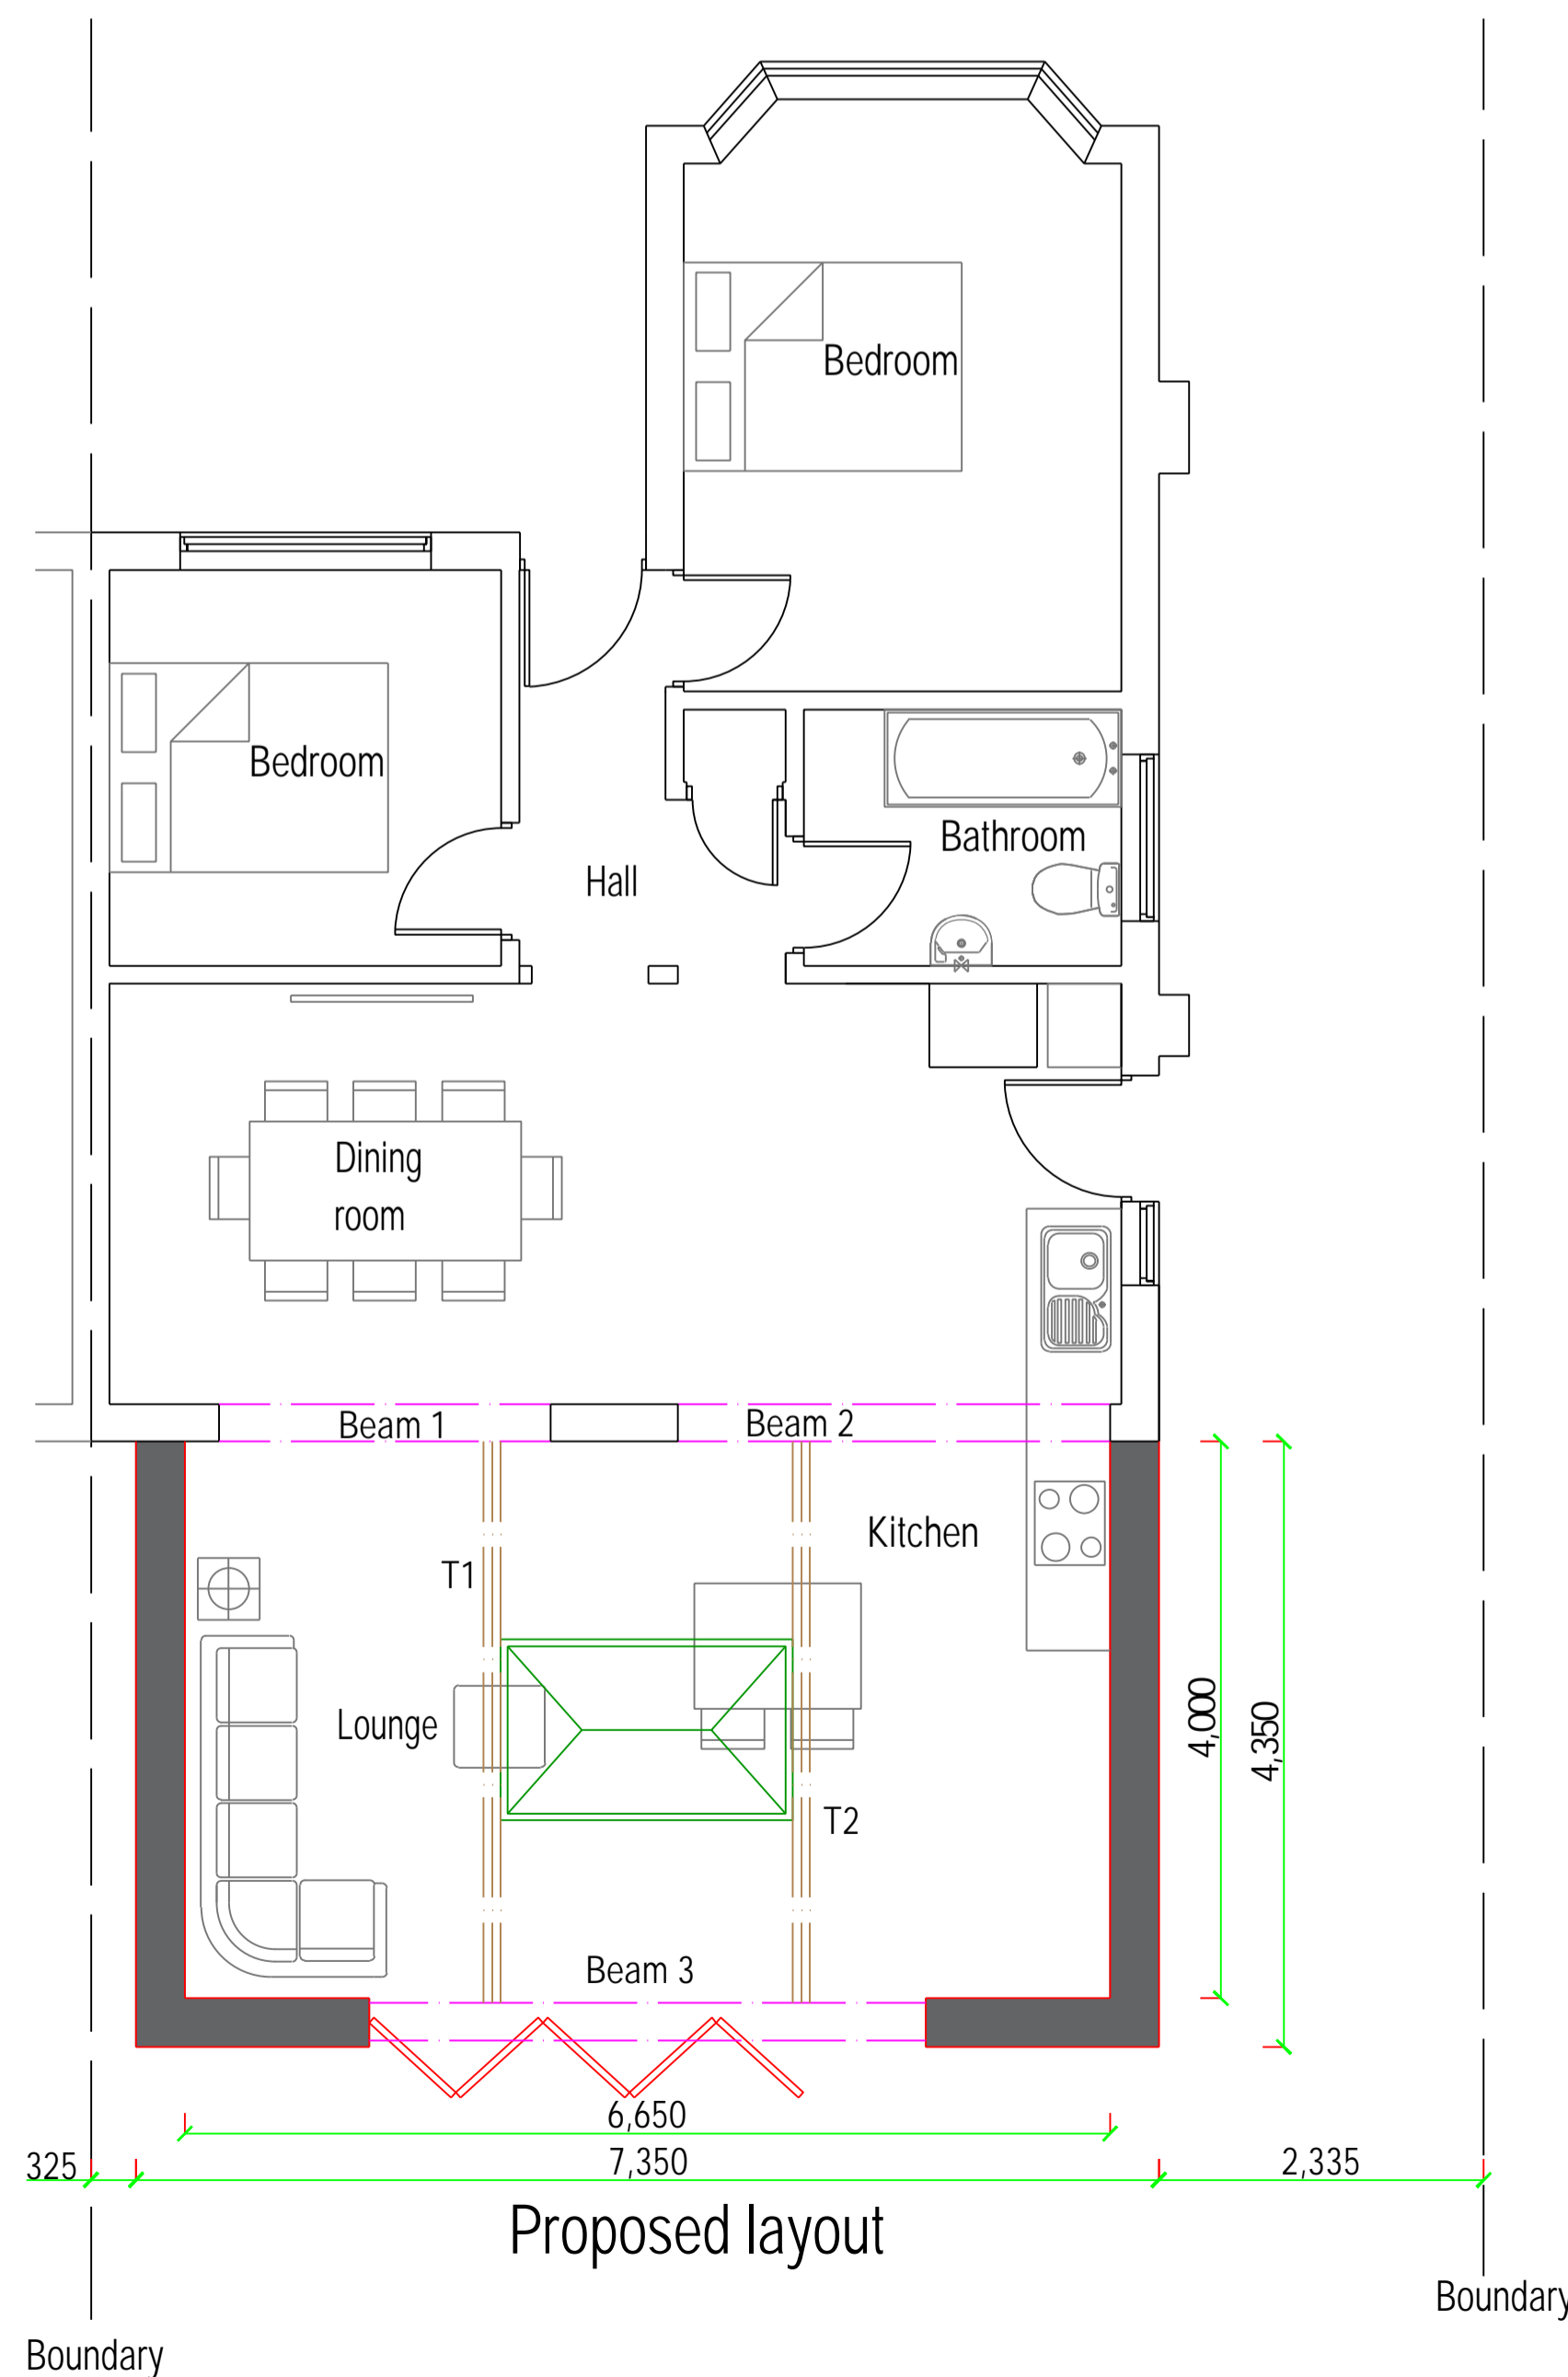 Bedroom
Bedroom
Bathroom
Hall
Dining
room
Beam 1
Beam 2
Kitchen
T1
4,000
4,350
Lounge
T2
Beam 3
6,650
325
7,350
2,335
Proposed layout
Boundary
Boundary